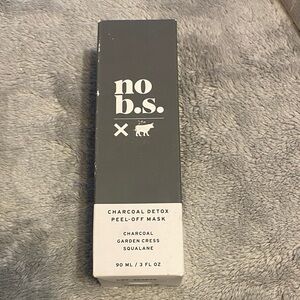 no
b.s.
CHARCOAL DETOX
PEEL-OFF MASK
CHARCOAL
GARDEN CRESS
SQUALANE
90 ML / 3 FL OZ